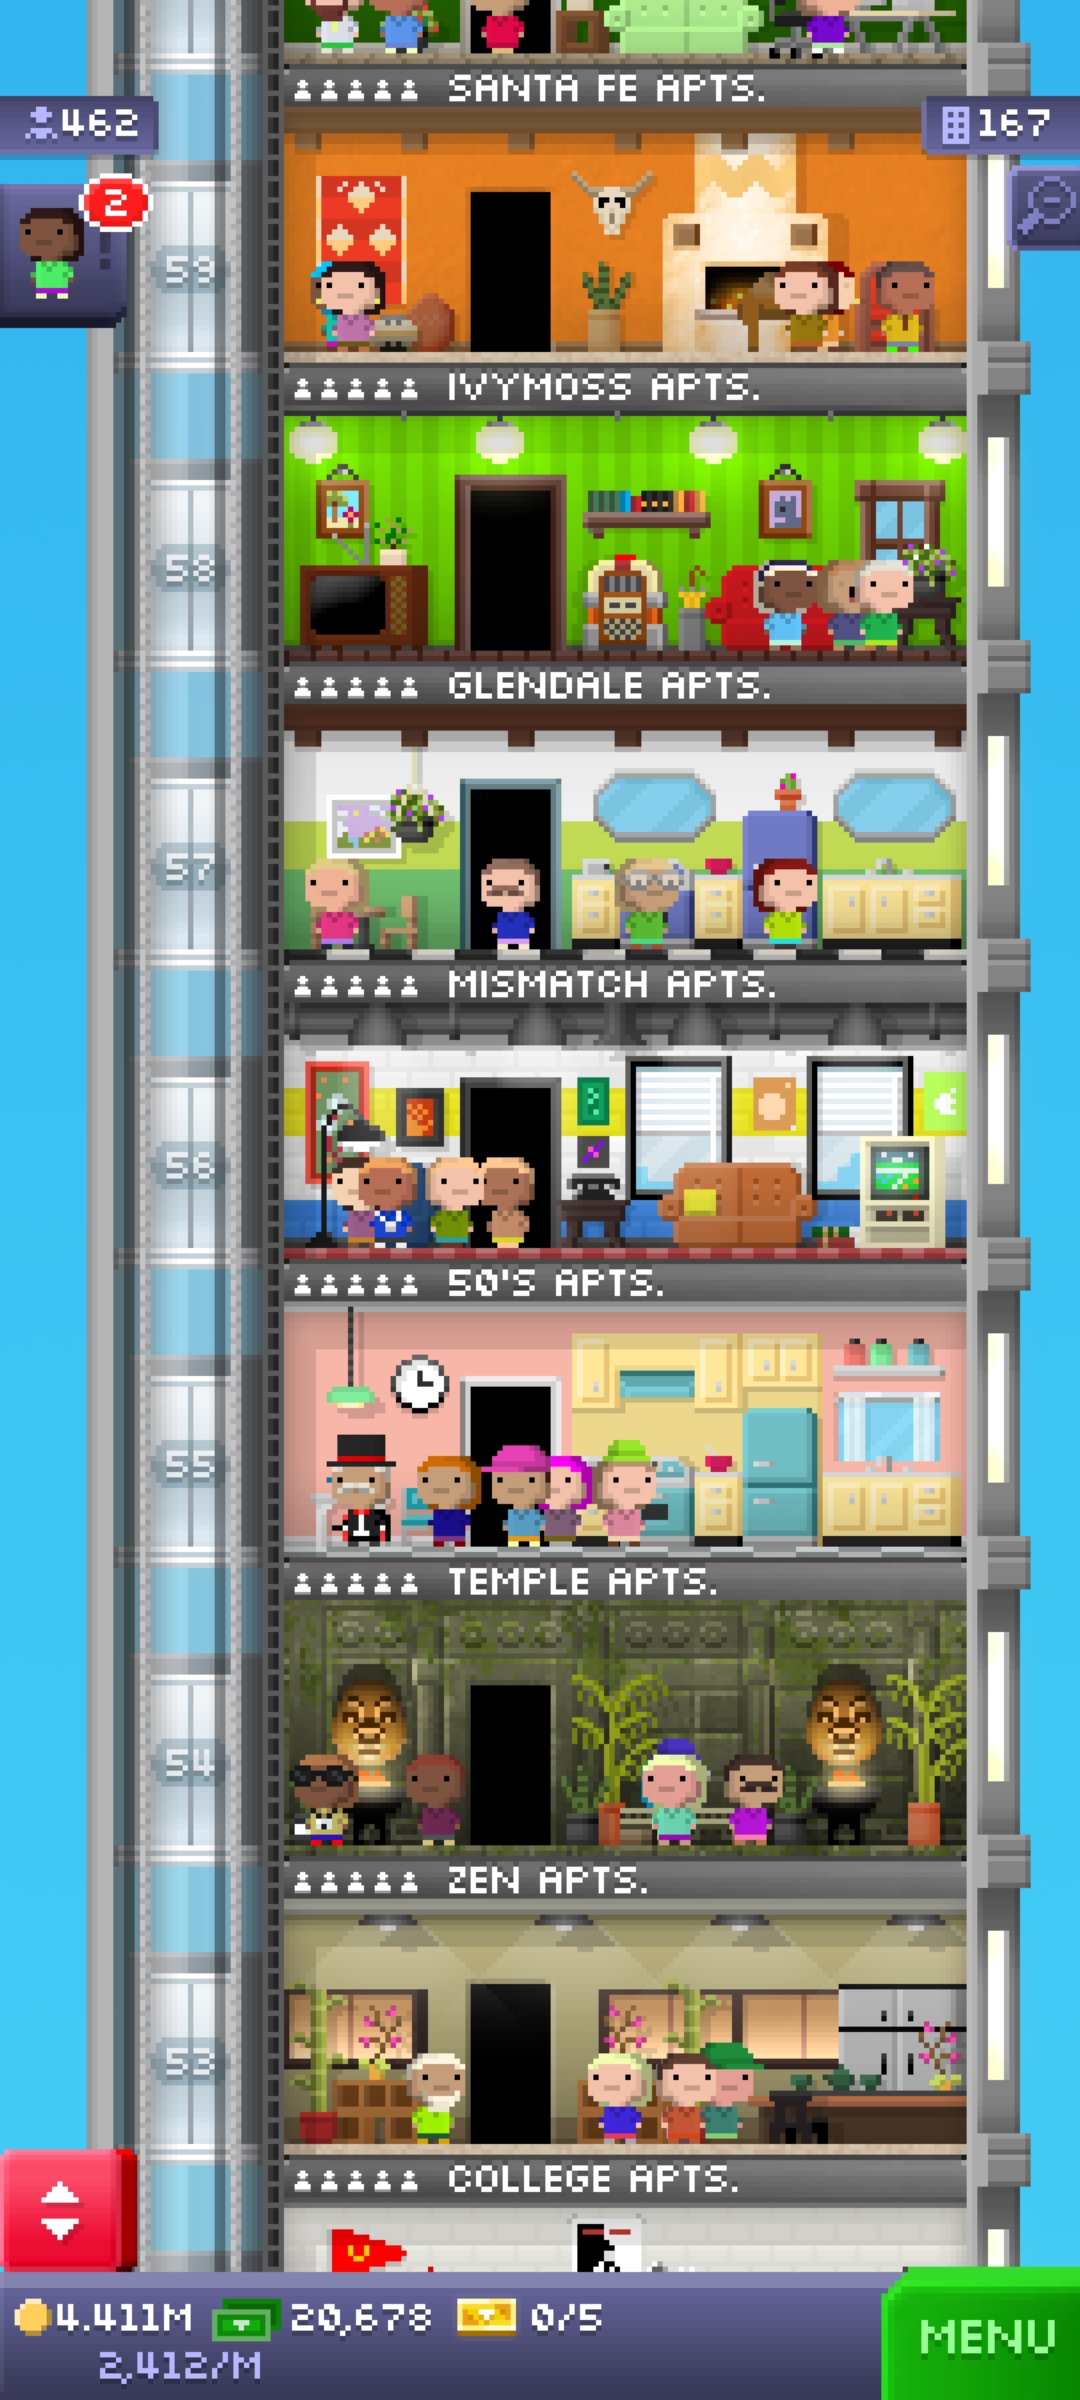 SANTA FE APTS.
462
167
2
59
IVYMOSS APTS.
58
GLENDALE APTS.
57
MISMATCH APTS.
56
50'S APTS.
55
TEMPLE APTS.
54
ZEN APTS.
53
COLLEGE APTS.
4.411M 20,678 0/5
2,412/M
MENU